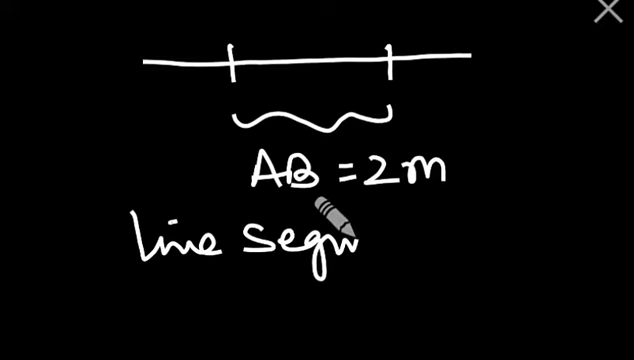 AB = 2m
Line segm